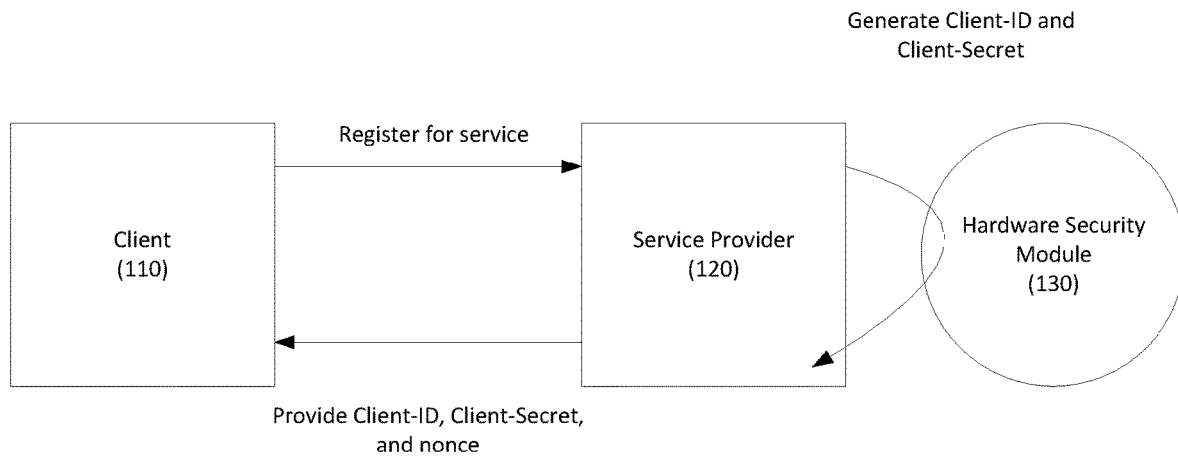 Generate Client-ID and
Client-Secret
Register for service
Client
(110)
Service Provider
(120)
Hardware Security
Module
(130)
Provide Client-ID, Client-Secret,
and nonce